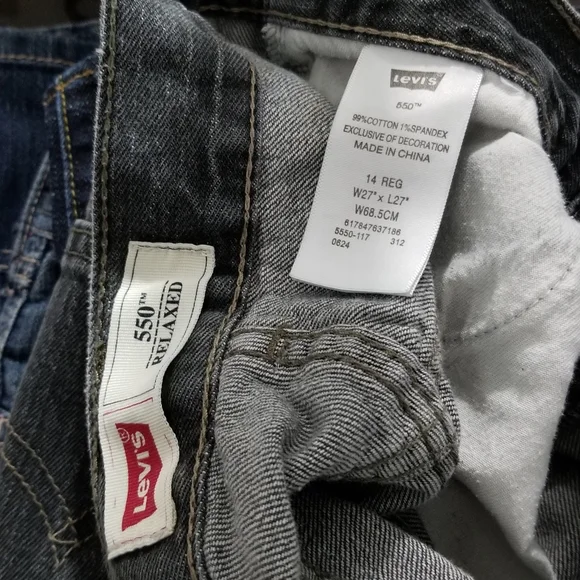 Levi's
550™
99%COTTON 1%SPANDEX
EXCLUSIVE OF DECORATION
MADE IN CHINA
14 REG
W27" x L27"
W68.5CM
617847637186
5550-117 312
0624
550™
RELAXED
Levi's®